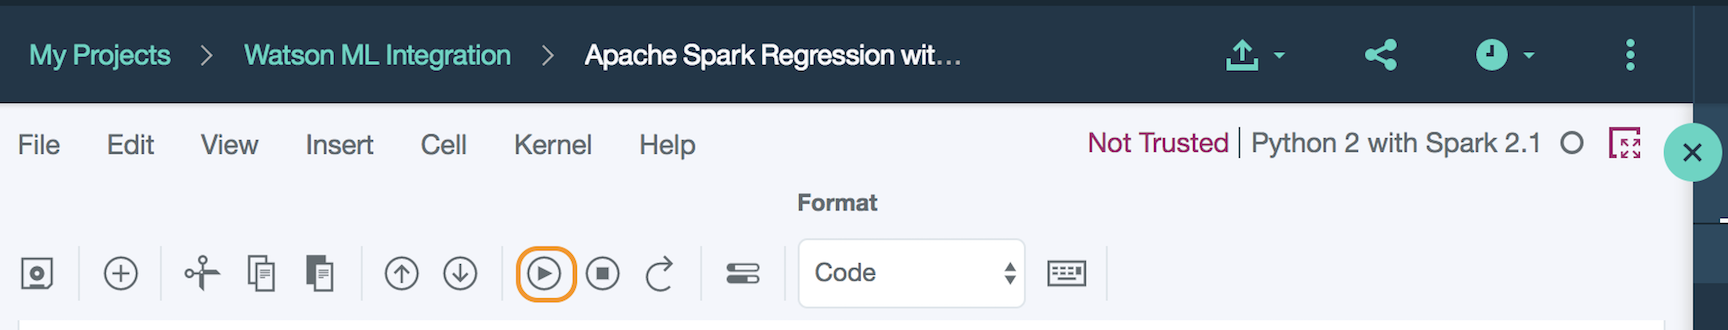 My Projects > Watson ML Integration > Apache Spark Regression wit...
File Edit View Insert Cell Kernel Help Not Trusted | Python 2 with Spark 2.1
Format
Code